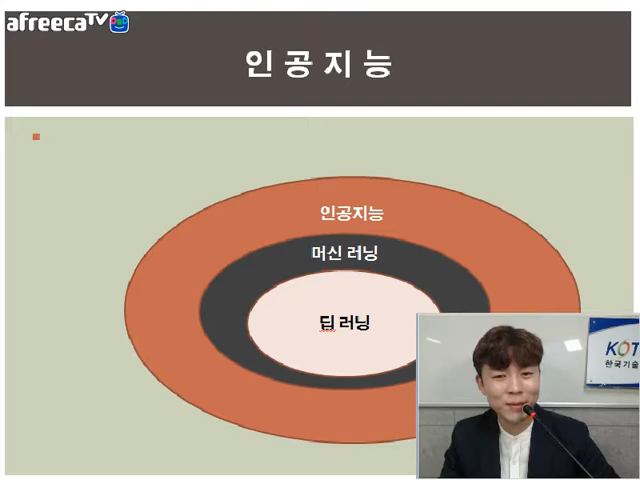 afreecaTV
인 공 지 능
인공지능
머신 러닝
딥 러닝
한국기술